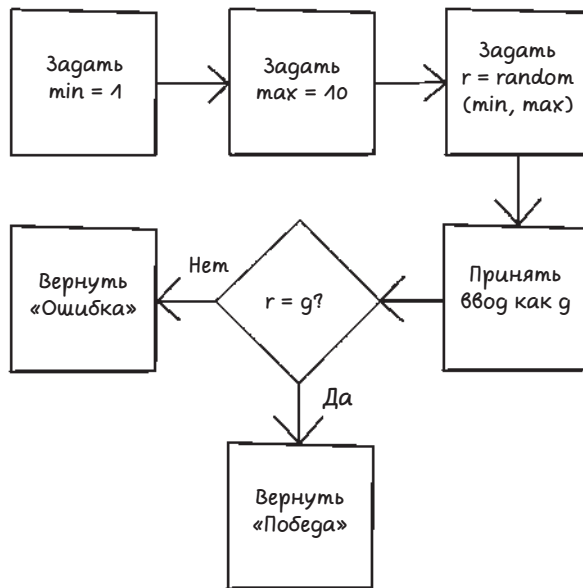 Задать
min = 1
Задать
max = 10
Задать
r = random
(min, max)
Принять
ввод как g
r = g?
Нет
Вернуть
«Ошибка»
Да
Вернуть
«Победа»